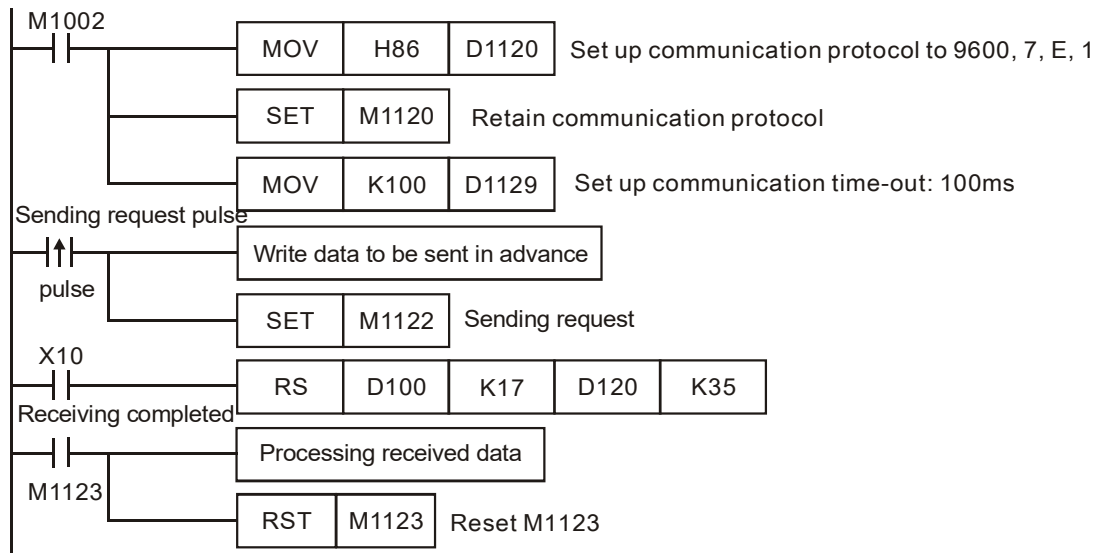 M1002
MOV H86 D1120 Set up communication protocol to 9600, 7, E, 1
SET M1120 Retain communication protocol
MOV K100 D1129 Set up communication time-out: 100ms
Sending request pulse
Write data to be sent in advance
pulse
SET M1122 Sending request
X10
RS D100 K17 D120 K35
Receiving completed
Processing received data
M1123
RST M1123 Reset M1123